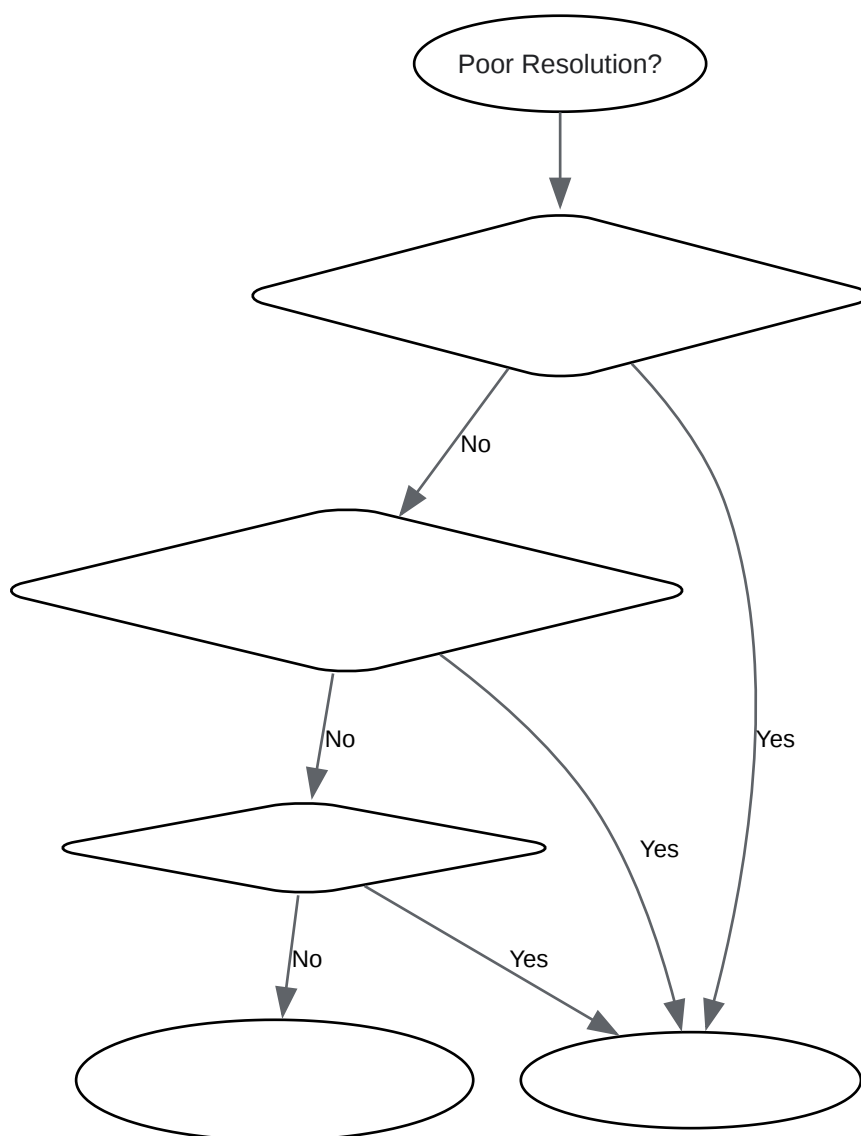 Poor Resolution?
No
No
Yes
Yes
No
Yes